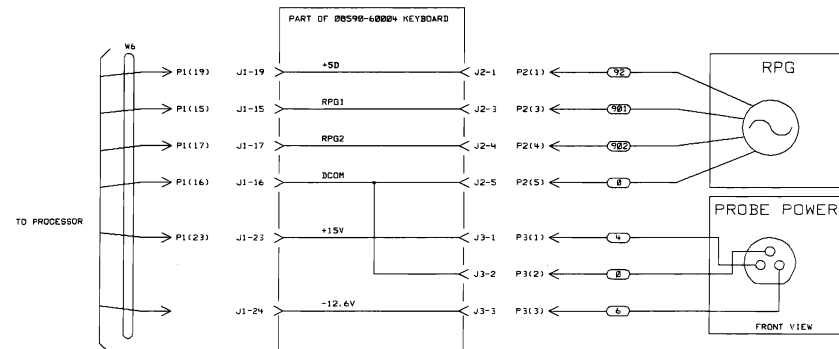 PART OF 08590-60004 KEYBOARD
W6
P1(19) J1-19 +5D J2-1 P2(1) 92
RPG
P1(15) J1-15 RPG1 J2-3 P2(3) 901
P1(17) J1-17 RPG2 J2-4 P2(4) 902
P1(16) J1-16 DCOM J2-5 P2(5) 0
TO PROCESSOR
PROBE POWER
P1(23) J1-23 +15V J3-1 P3(1) 4
J3-2 P3(2) 0
J1-24 -12.6V J3-3 P3(3) 6
FRONT VIEW